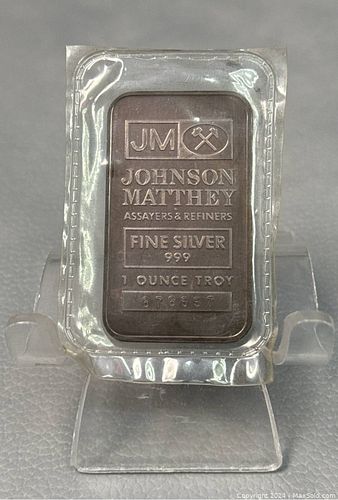 JM
JOHNSON
MATTHEY
ASSAYERS & REFINERS
FINE SILVER
999
1 OUNCE TROY
Copyright 2024 | MaxSold.com